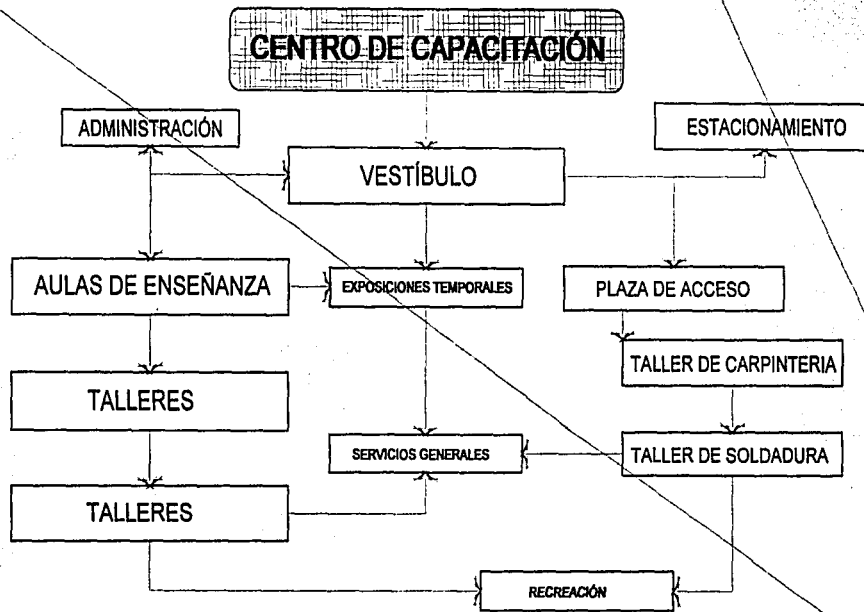 CENTRO DE CAPACITACIÓN
ADMINISTRACIÓN
ESTACIONAMIENTO
VESTÍBULO
AULAS DE ENSEÑANZA
EXPOSICIONES TEMPORALES
PLAZA DE ACCESO
TALLER DE CARPINTERIA
TALLERES
SERVICIOS GENERALES
TALLER DE SOLDADURA
TALLERES
RECREACIÓN